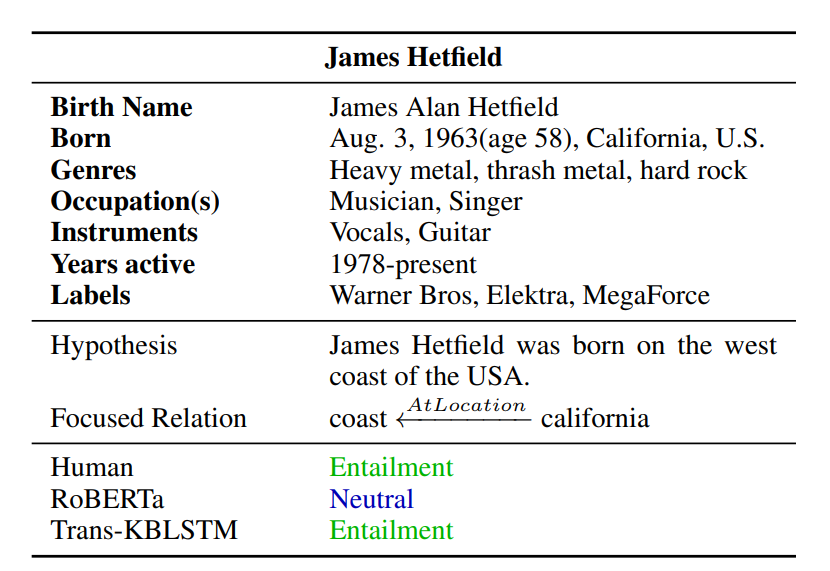 James Hetfield
Birth Name James Alan Hetfield
Born Aug. 3, 1963(age 58), California, U.S.
Genres Heavy metal, thrash metal, hard rock
Occupation(s) Musician, Singer
Instruments Vocals, Guitar
Years active 1978-present
Labels Warner Bros, Elektra, MegaForce
Hypothesis James Hetfield was born on the west
coast of the USA.
Focused Relation coast ←AtLocation california
Human Entailment
RoBERTa Neutral
Trans-KBLSTM Entailment